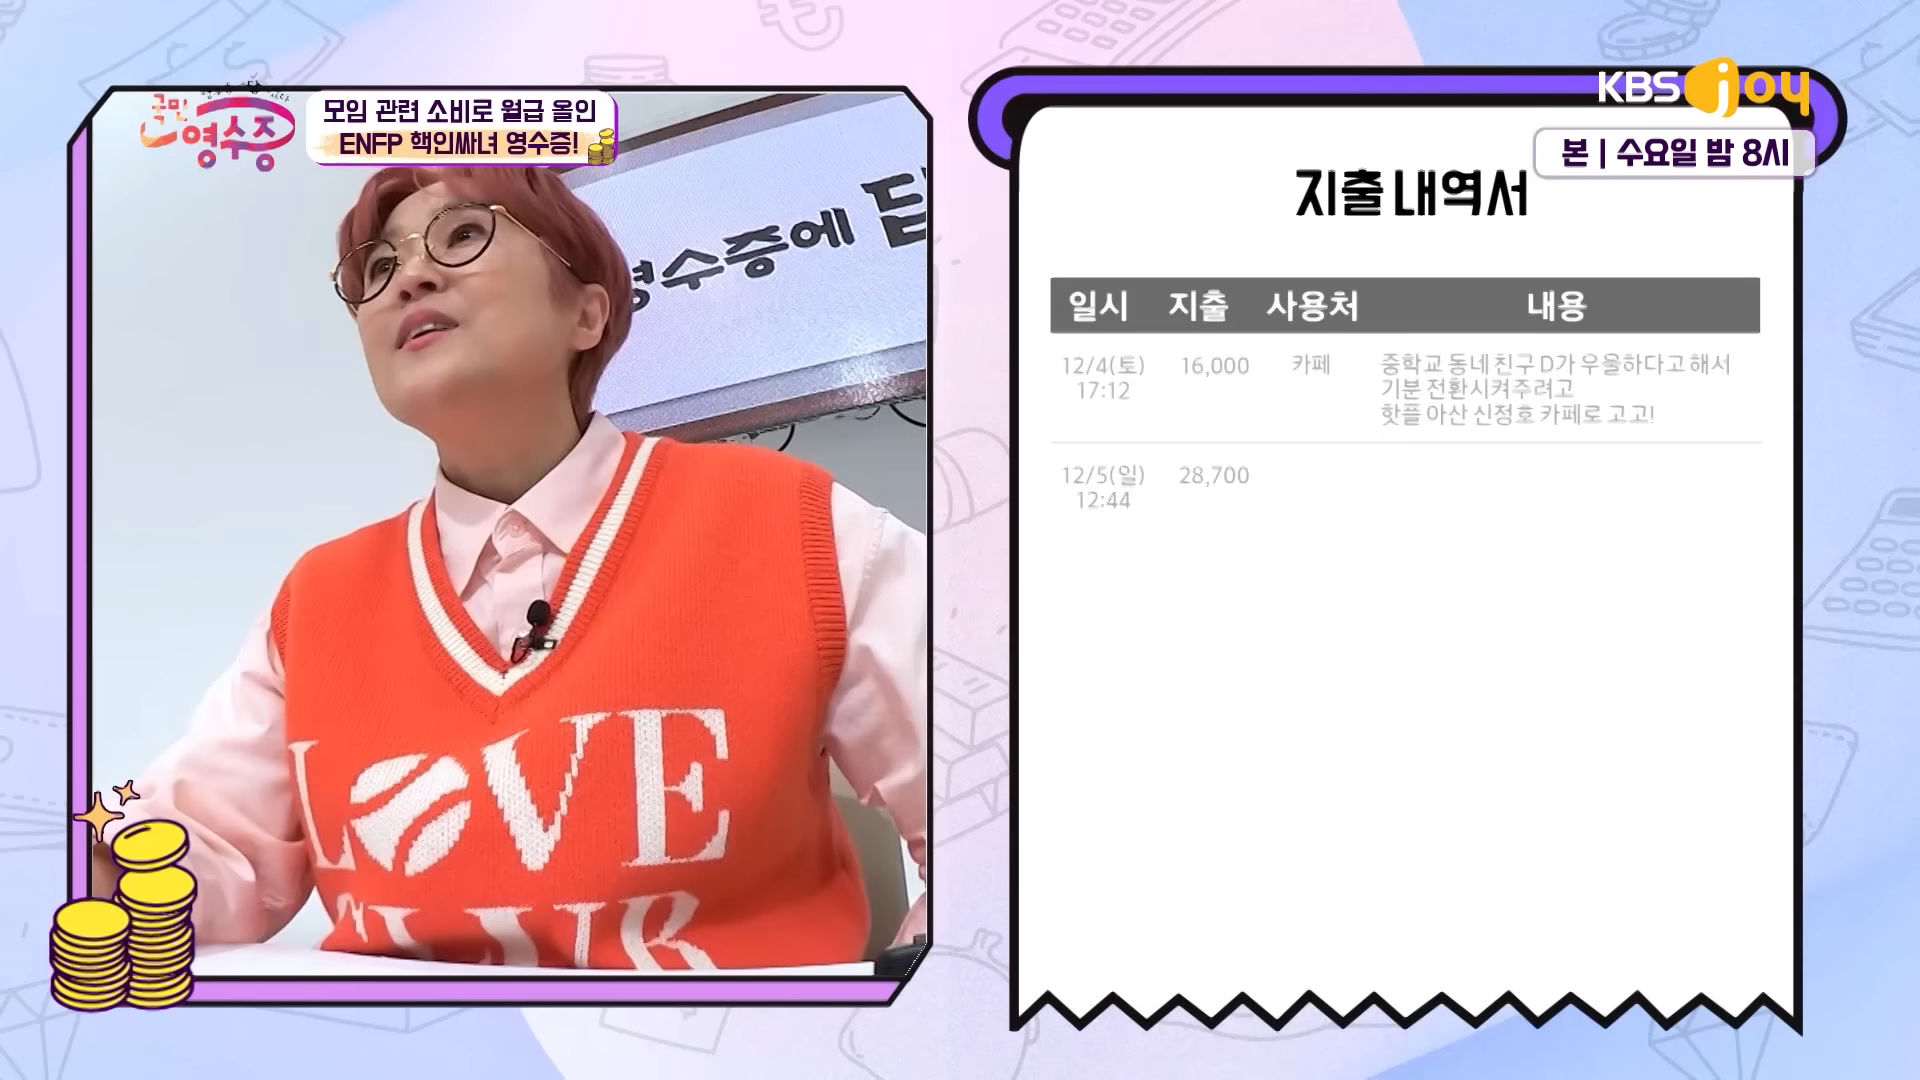 국민
영수증
모임 관련 소비로 월급 올인
ENFP 핵인싸녀 영수증!
영수증에 답
LOVE
CLUB
KBS joy
본 | 수요일 밤 8시
지출 내역서
일시 지출 사용처 내용
12/4(토) 16,000 카페 중학교 동네 친구 D가 우울하다고 해서
17:12 기분 전환시켜주려고
핫플 아산 신정호 카페로 고고!
12/5(일) 28,700
12:44